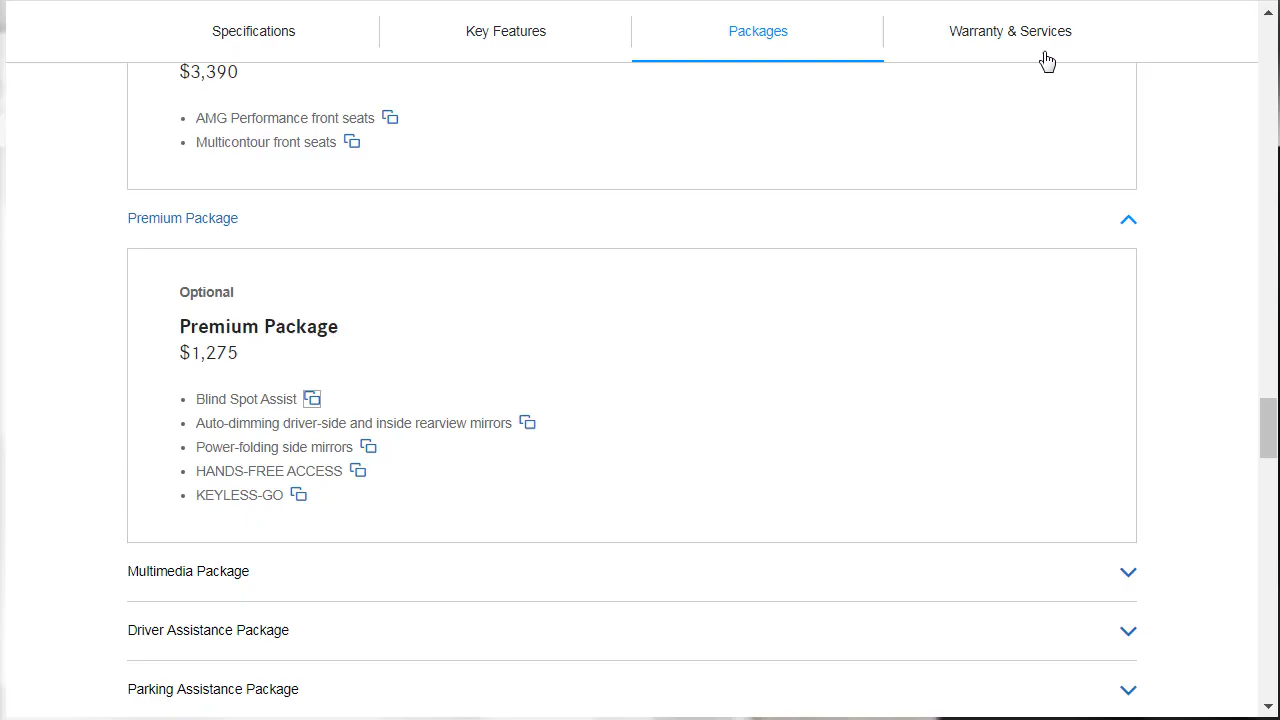 Specifications
Key Features
Packages
Warranty & Services
$3,390
AMG Performance front seats
Multicontour front seats
Premium Package
Optional
Premium Package
$1,275
Blind Spot Assist
Auto-dimming driver-side and inside rearview mirrors
Power-folding side mirrors
HANDS-FREE ACCESS
KEYLESS-GO
Multimedia Package
Driver Assistance Package
Parking Assistance Package